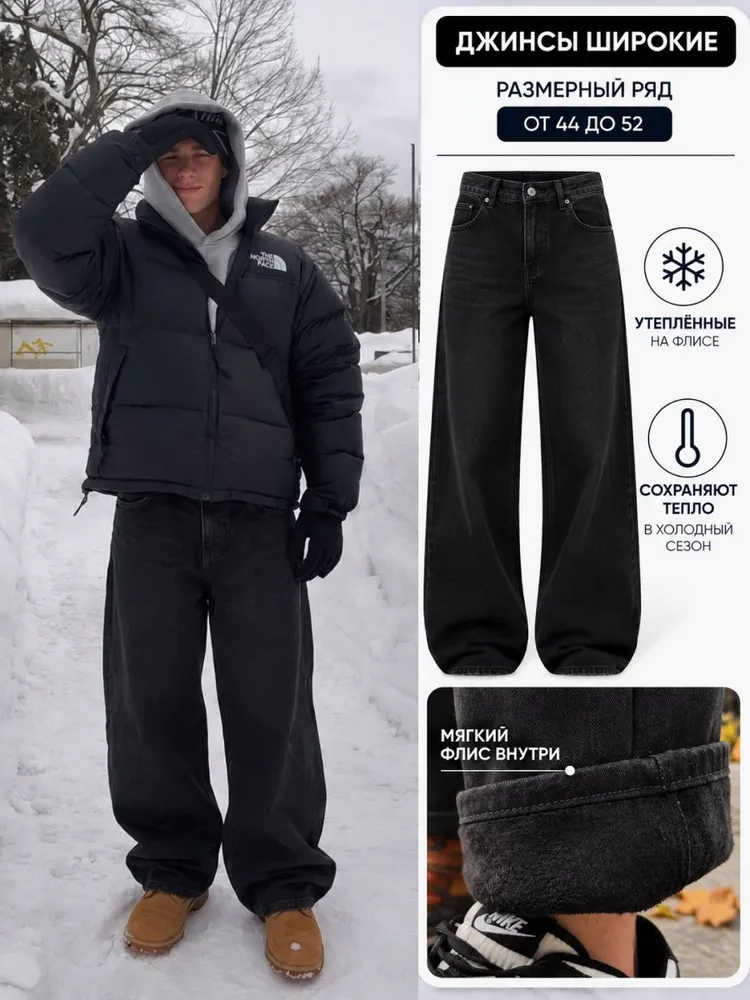 ДЖИНСЫ ШИРОКИЕ
РАЗМЕРНЫЙ РЯД
ОТ 44 ДО 52
THE
NORTH
FACE
УТЕПЛЁННЫЕ
НА ФЛИСЕ
СОХРАНЯЮТ
ТЕПЛО
В ХОЛОДНЫЙ
СЕЗОН
МЯГКИЙ
ФЛИС ВНУТРИ
NIKE